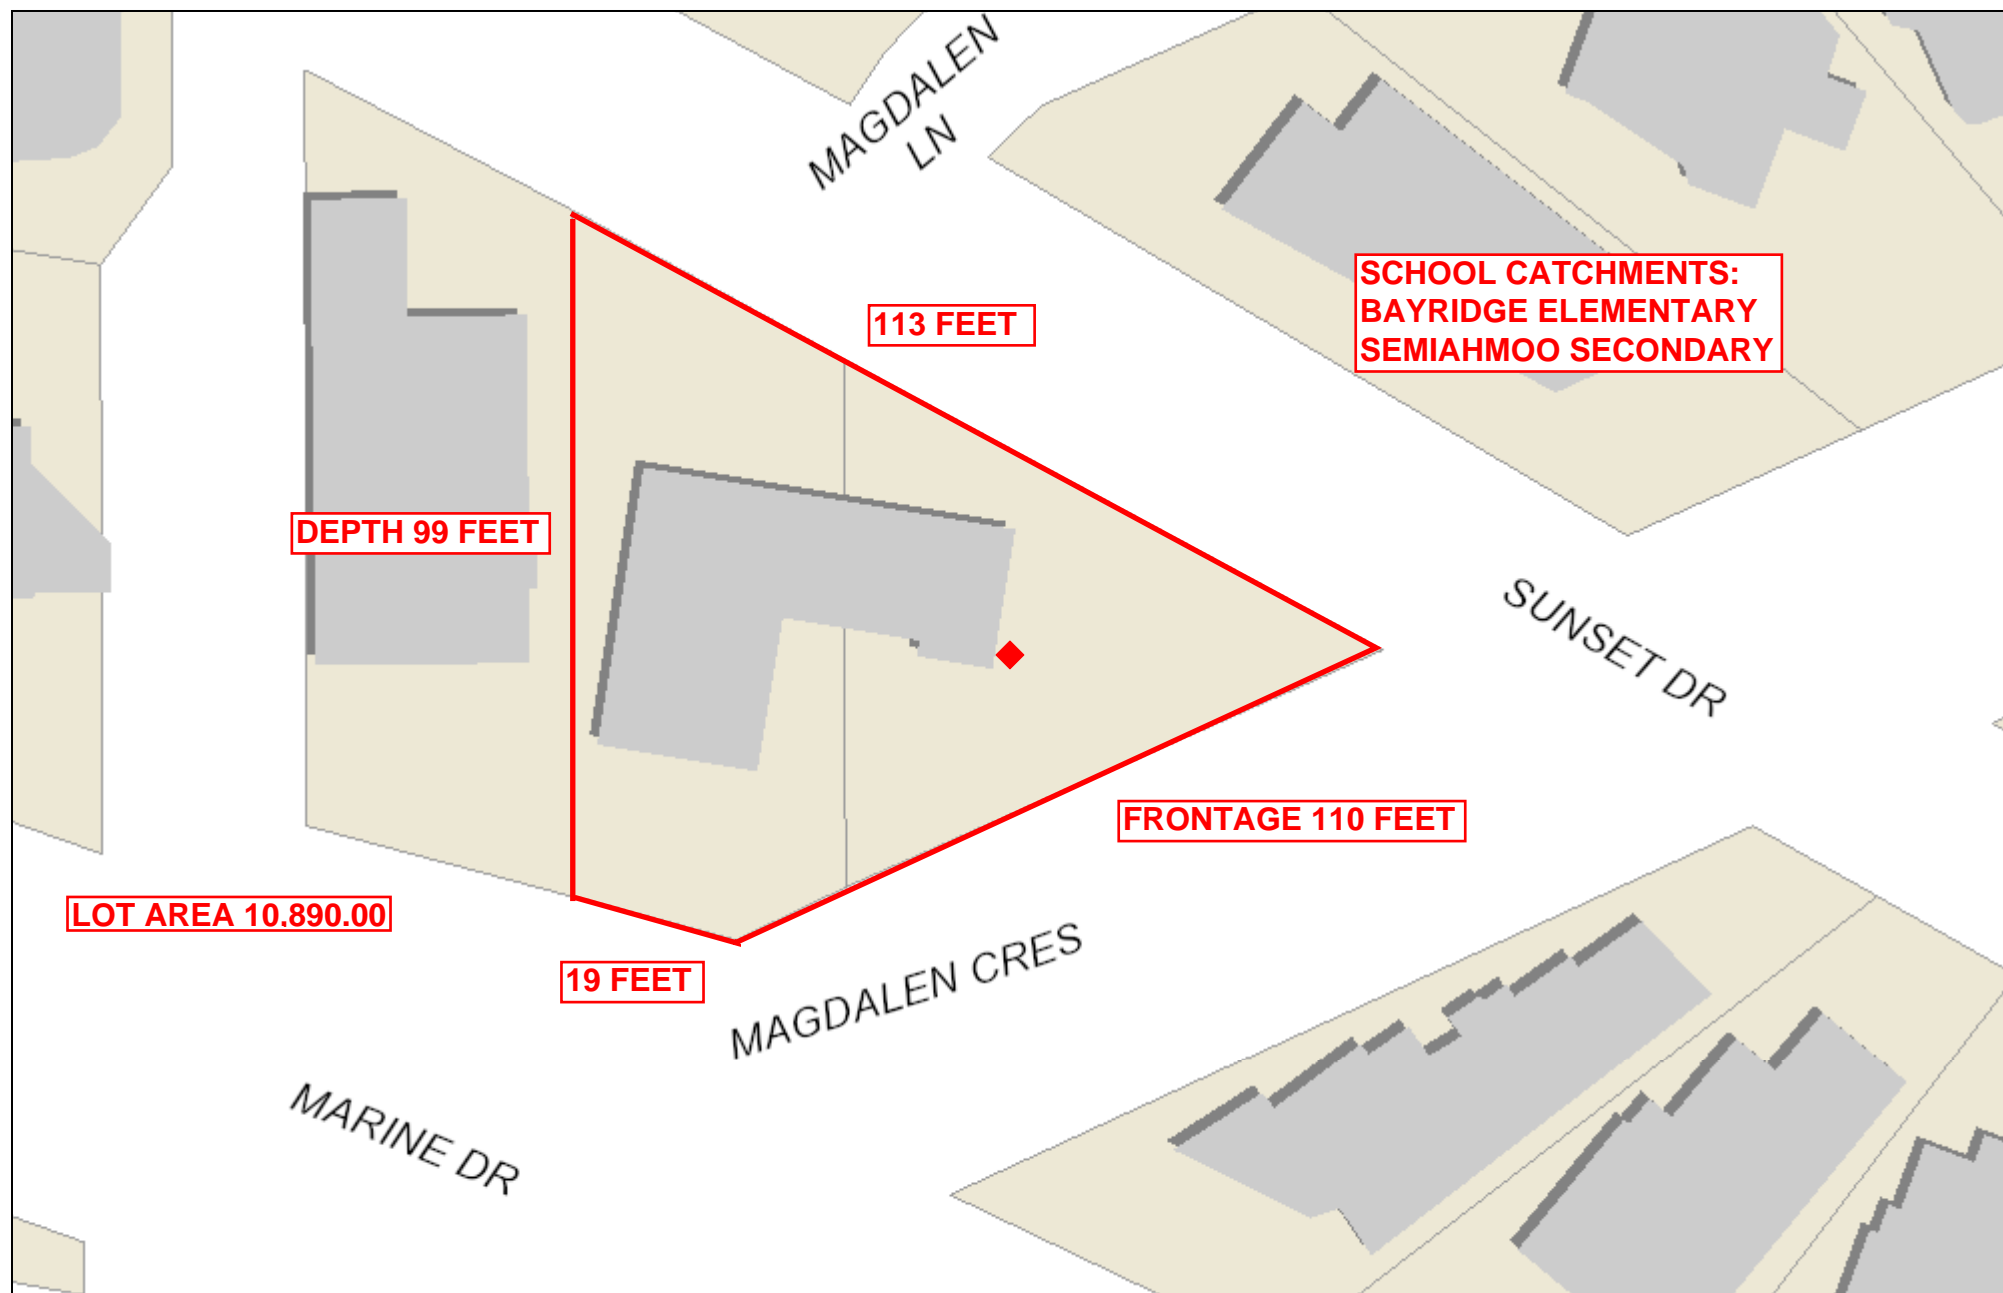 MAGDALEN
LN
SCHOOL CATCHMENTS:
BAYRIDGE ELEMENTARY
SEMIAHMOO SECONDARY
113 FEET
DEPTH 99 FEET
SUNSET DR
FRONTAGE 110 FEET
LOT AREA 10.890.00
19 FEET
MAGDALEN CRES
MARINE DR